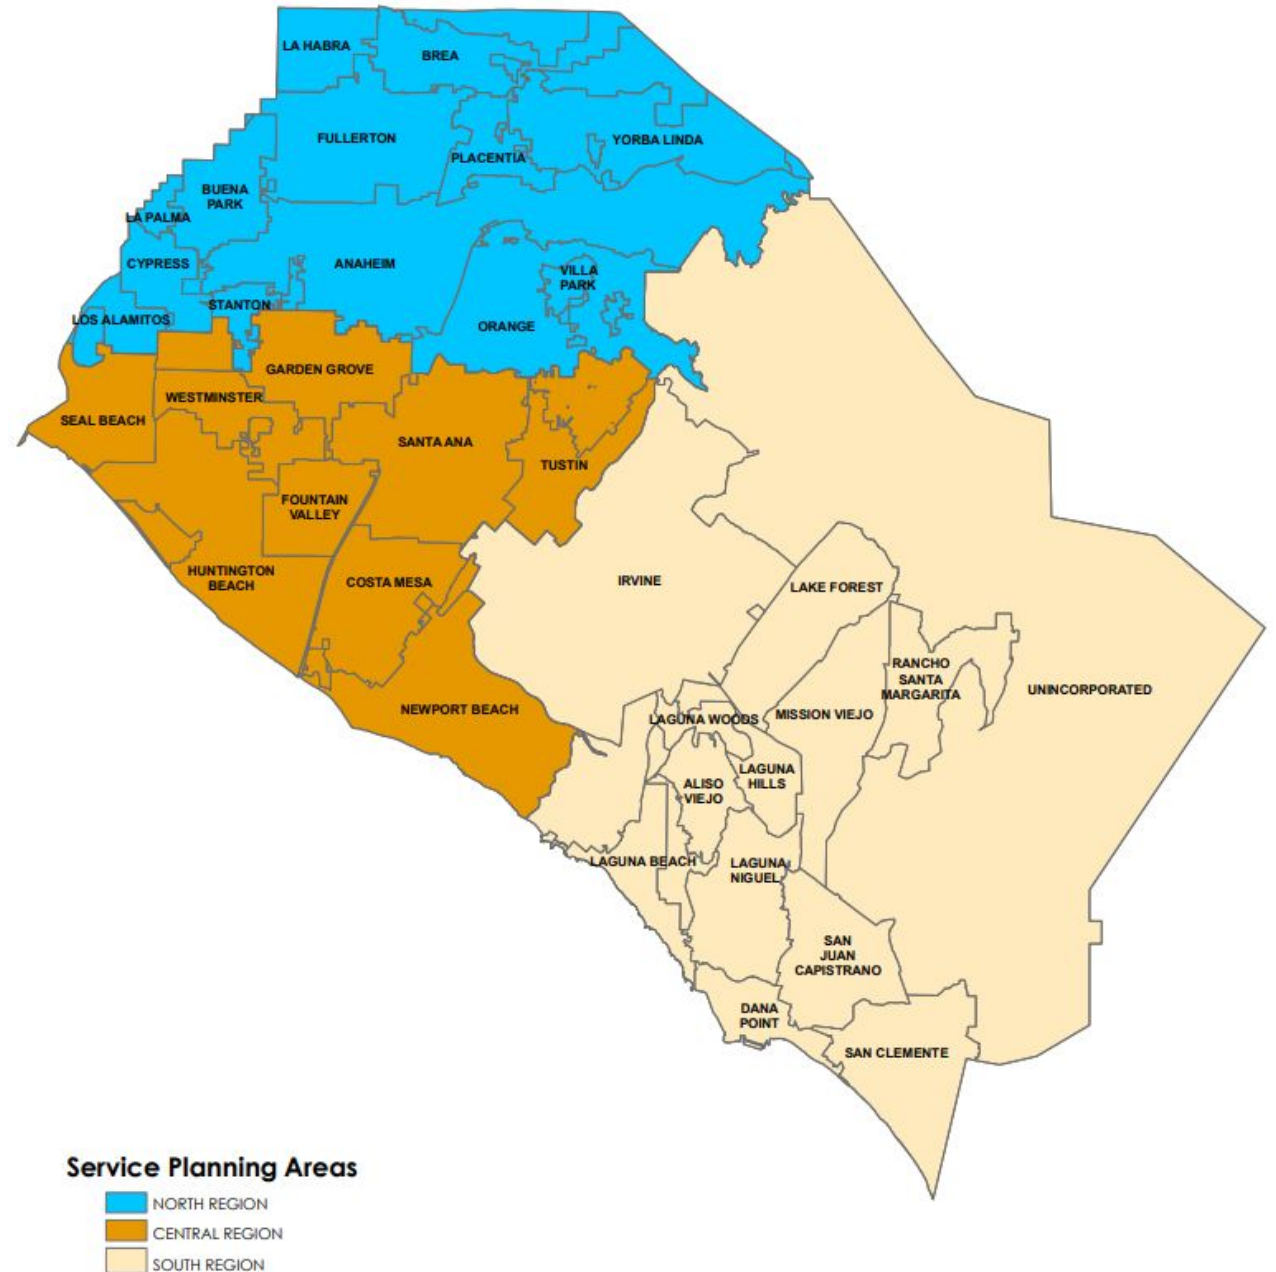 LA HABRA
BREA
FULLERTON
PLACENTIA
YORBA LINDA
BUENA
PARK
LA PALMA
CYPRESS
ANAHEIM
VILLA
PARK
STANTON
LOS ALAMITOS
ORANGE
GARDEN GROVE
WESTMINSTER
SEAL BEACH
SANTA ANA
TUSTIN
FOUNTAIN
VALLEY
HUNTINGTON
BEACH
COSTA MESA
IRVINE
LAKE FOREST
RANCHO
SANTA
MARGARITA
UNINCORPORATED
NEWPORT BEACH
LAGUNA WOODS
MISSION VIEJO
LAGUNA
HILLS
ALISO
VIEJO
LAGUNA BEACH
LAGUNA
NIGUEL
SAN
JUAN
CAPISTRANO
DANA
POINT
SAN CLEMENTE
Service Planning Areas
NORTH REGION
CENTRAL REGION
SOUTH REGION